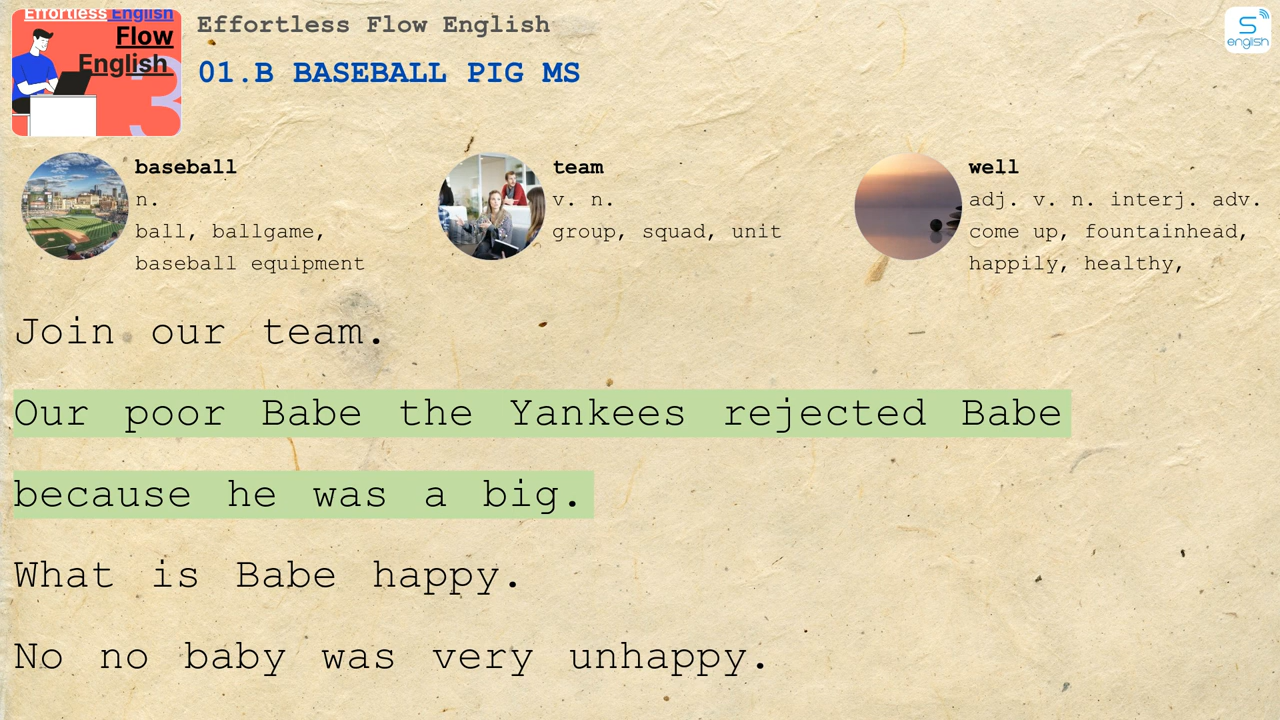 Effortless English
Flow
English
3
Effortless Flow English
01.B BASEBALL PIG MS
S
english
baseball
n.
ball, ballgame,
baseball equipment
team
v. n.
group, squad, unit
well
adj. v. n. interj. adv.
come up, fountainhead,
happily, healthy,
Join our team.
Our poor Babe the Yankees rejected Babe
because he was a big.
What is Babe happy.
No no baby was very unhappy.